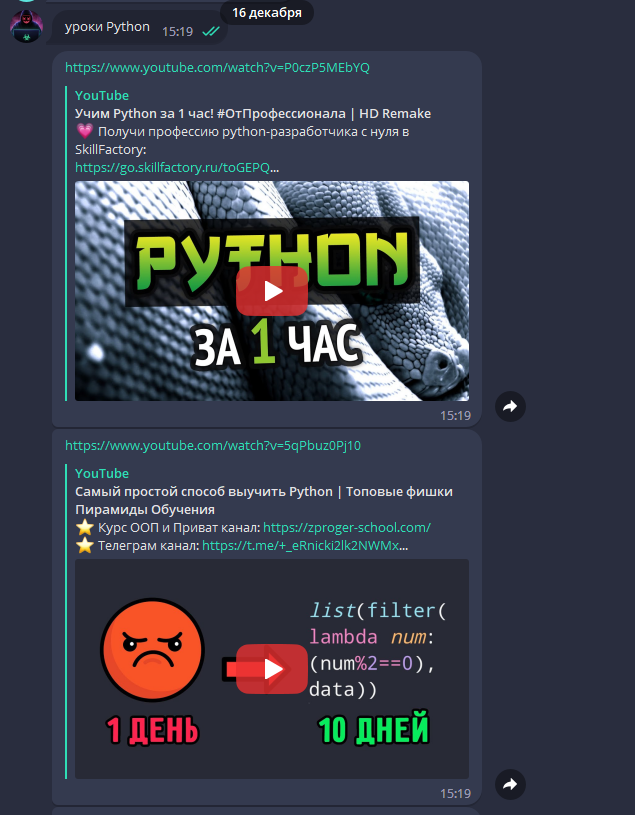 16 декабря
уроки Python 15:19
https://www.youtube.com/watch?v=P0czP5MEbYQ
YouTube
Учим Python за 1 час! #ОтПрофессионала | HD Remake
Получи профессию python-разработчика с нуля в
SkillFactory:
https://go.skillfactory.ru/toGEPQ...
PYTHON
ЗА 1 ЧАС
15:19
https://www.youtube.com/watch?v=5qPbuz0Pj10
YouTube
Самый простой способ выучить Python | Топовые фишки
Пирамиды Обучения
Курс ООП и Приват канал: https://zproger-school.com/
Телеграм канал: https://t.me/+_eRnicki2lk2NWMx...
list(filter(
lambda num:
(num%2==0),
data))
1 ДЕНЬ
10 ДНЕЙ
15:19